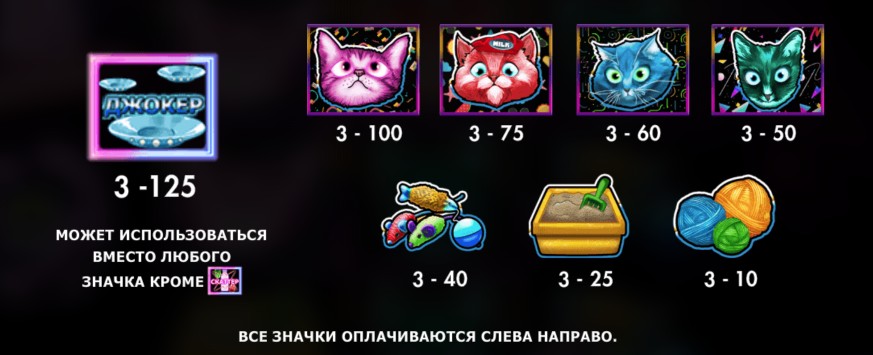 MILK
ДЖОКЕР
3 - 100
3 - 75
3 - 60
3 - 50
3 -125
МОЖЕТ ИСПОЛЬЗОВАТЬСЯ
ВМЕСТО ЛЮБОГО
ЗНАЧКА КРОМЕ СКАТТЕР
3 - 40
3 - 25
3 - 10
ВСЕ ЗНАЧКИ ОПЛАЧИВАЮТСЯ СЛЕВА НАПРАВО.